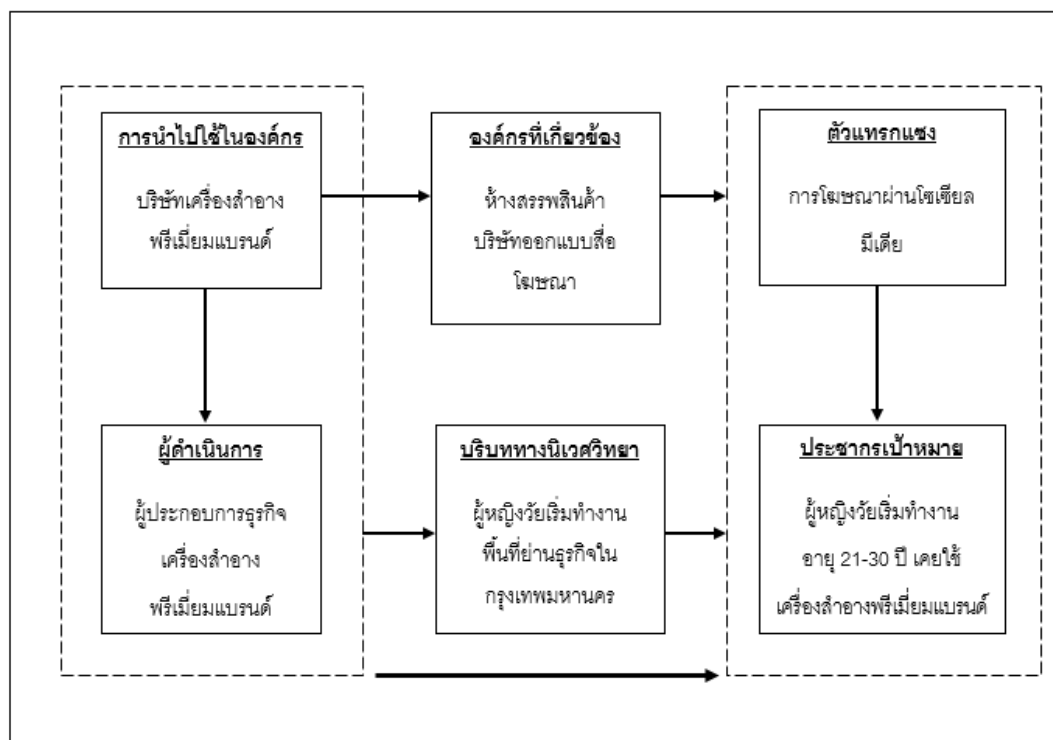 การนำไปใช้ในองค์กร
บริษัทเครื่องสำอาง
พรีเมี่ยมแบรนด์
องค์กรที่เกี่ยวข้อง
ห้างสรรพสินค้า
บริษัทออกแบบสื่อ
โฆษณา
ตัวแทรกแซง
การโฆษณาผ่านโซเชียล
มีเดีย
ผู้ดำเนินการ
ผู้ประกอบการธุรกิจ
เครื่องสำอาง
พรีเมี่ยมแบรนด์
บริบททางนิเวศวิทยา
ผู้หญิงวัยเริ่มทำงาน
พื้นที่ย่านธุรกิจใน
กรุงเทพมหานคร
ประชากรเป้าหมาย
ผู้หญิงวัยเริ่มทำงาน
อายุ 21-30 ปี เคยใช้
เครื่องสำอางพรีเมี่ยมแบรนด์